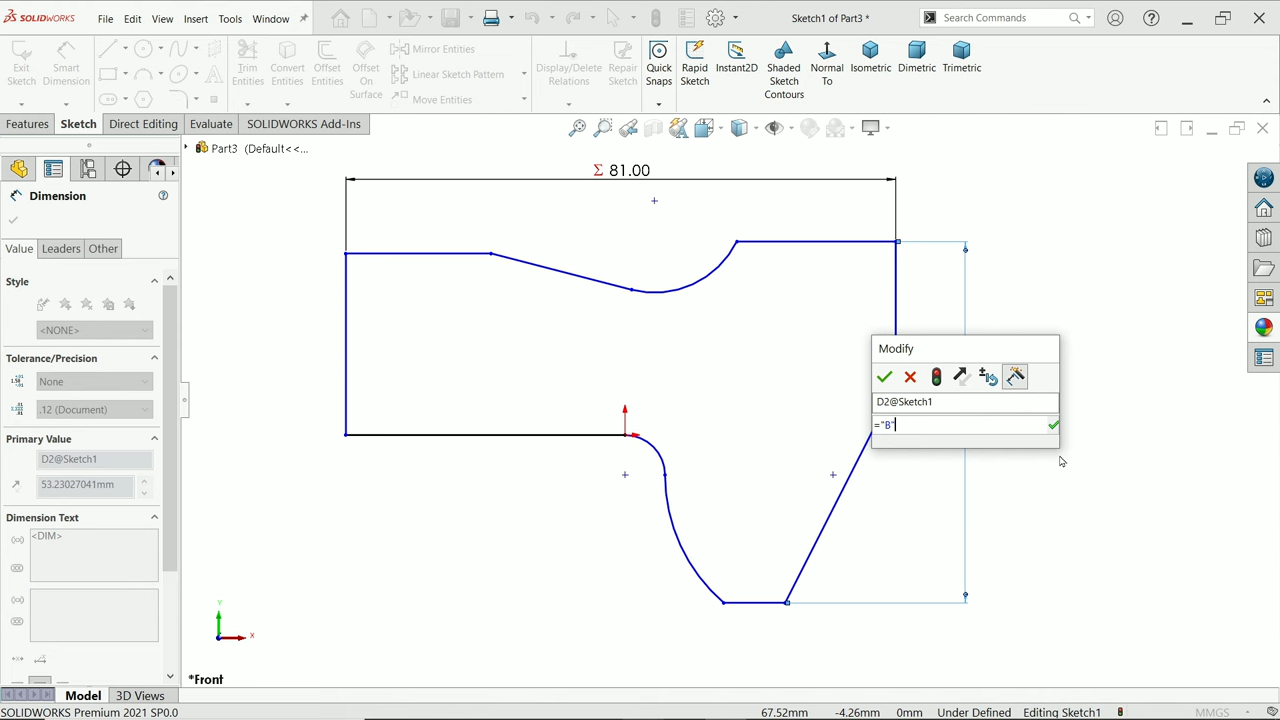 SOLIDWORKS
File
Edit
View
Insert
Tools
Window
Sketch1 of Part3 *
Search Commands
Exit
Sketch
Smart
Dimension
Trim
Entities
Convert
Entities
Offset
Entities
Offset
On
Surface
Mirror Entities
Linear Sketch Pattern
Move Entities
Display/Delete
Relations
Repair
Sketch
Quick
Snaps
Rapid
Sketch
Instant2D
Shaded
Sketch
Contours
Normal
To
Isometric
Dimetric
Trimetric
Features
Sketch
Direct Editing
Evaluate
SOLIDWORKS Add-Ins
Part3 (Default<<...
Dimension
Value
Leaders
Other
Style
<NONE>
Tolerance/Precision
None
.12 (Document)
Primary Value
D2@Sketch1
53.23027041mm
Dimension Text
<DIM>
Σ 81.00
Modify
D2@Sketch1
="B"
Y
X
*Front
Model
3D Views
SOLIDWORKS Premium 2021 SP0.0
67.52mm
-4.26mm
0mm
Under Defined
Editing Sketch1
MMGS